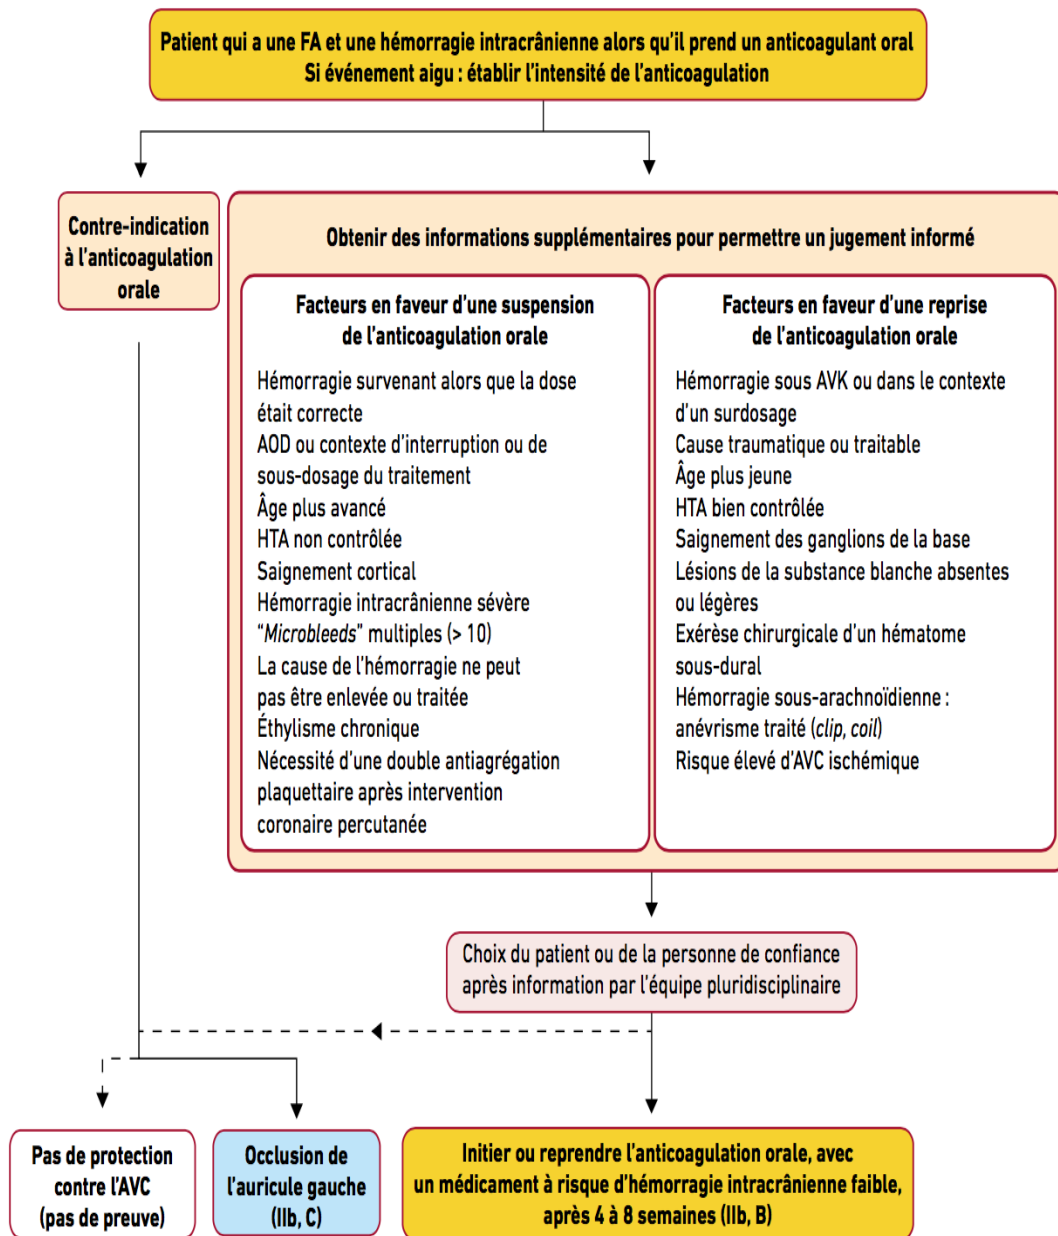 Patient qui a une FA et une hémorragie intracrânienne alors qu'il prend un anticoagulant oral
Si événement aigu : établir l'intensité de l'anticoagulation
Contre-indication
à l'anticoagulation
orale
Obtenir des informations supplémentaires pour permettre un jugement informé
Facteurs en faveur d'une suspension
de l'anticoagulation orale
Hémorragie survenant alors que la dose
était correcte
AOD ou contexte d'interruption ou de
sous-dosage du traitement
Âge plus avancé
HTA non contrôlée
Saignement cortical
Hémorragie intracrânienne sévère
"Microbleeds" multiples (> 10)
La cause de l'hémorragie ne peut
pas être enlevée ou traitée
Éthylisme chronique
Nécessité d'une double antiagrégation
plaquettaire après intervention
coronaire percutanée
Facteurs en faveur d'une reprise
de l'anticoagulation orale
Hémorragie sous AVK ou dans le contexte
d'un surdosage
Cause traumatique ou traitable
Âge plus jeune
HTA bien contrôlée
Saignement des ganglions de la base
Lésions de la substance blanche absentes
ou légères
Exérèse chirurgicale d'un hématome
sous-dural
Hémorragie sous-arachnoïdienne :
anévrisme traité (clip, coil)
Risque élevé d'AVC ischémique
Choix du patient ou de la personne de confiance
après information par l'équipe pluridisciplinaire
Pas de protection
contre l'AVC
(pas de preuve)
Occlusion de
l'auricule gauche
(IIb, C)
Initier ou reprendre l'anticoagulation orale, avec
un médicament à risque d'hémorragie intracrânienne faible,
après 4 à 8 semaines (IIb, B)